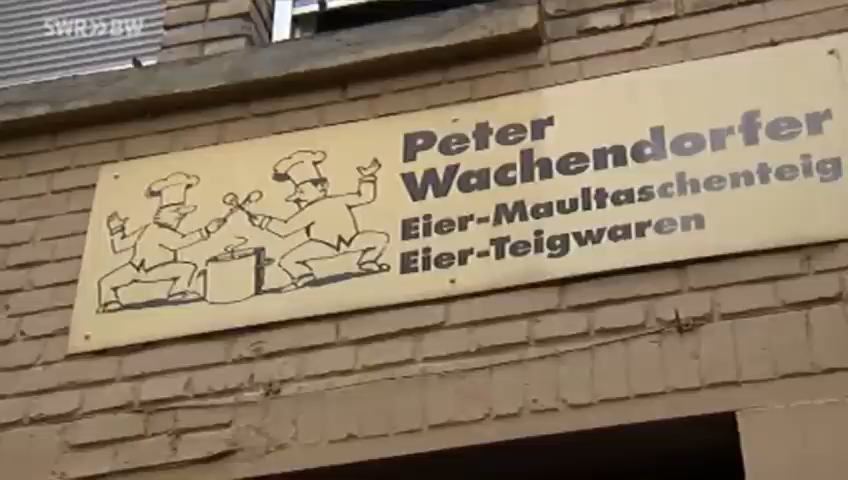 SWR» BW
Peter
Wachendorfer
Eier-Maultaschenteig
Eier-Teigwaren